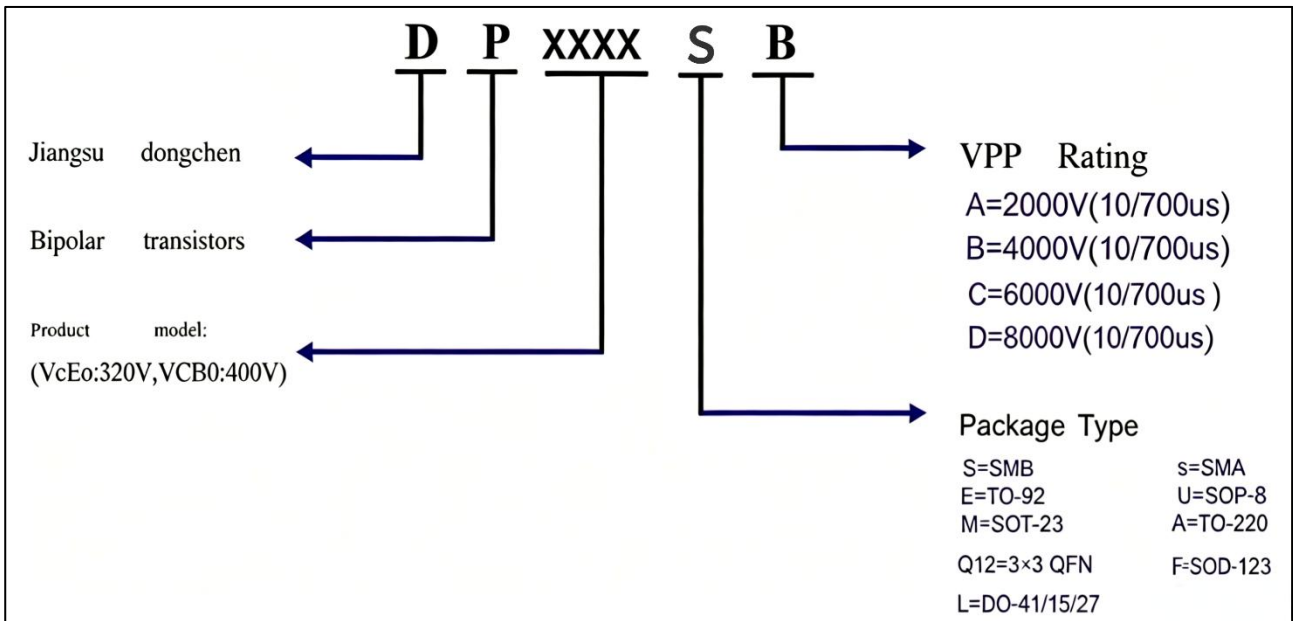 D P XXXX S B
Jiangsu dongchen
Bipolar transistors
Product model:
(VcEo:320V,VCB0:400V)
VPP Rating
A=2000V(10/700us)
B=4000V(10/700us)
C=6000V(10/700us )
D=8000V(10/700us)
Package Type
S=SMB s=SMA
E=TO-92 U=SOP-8
M=SOT-23 A=TO-220
Q12=3×3 QFN F=SOD-123
L=DO-41/15/27